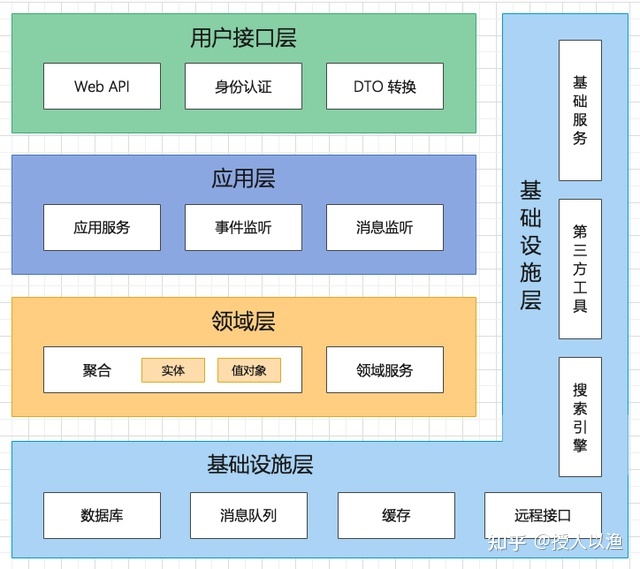 用户接口层
Web API
身份认证
DTO 转换
应用层
应用服务
事件监听
消息监听
领域层
聚合
实体
值对象
领域服务
基础设施层
基础服务
第三方工具
搜索引擎
基础设施层
数据库
消息队列
缓存
远程接口
知乎 @授人以渔